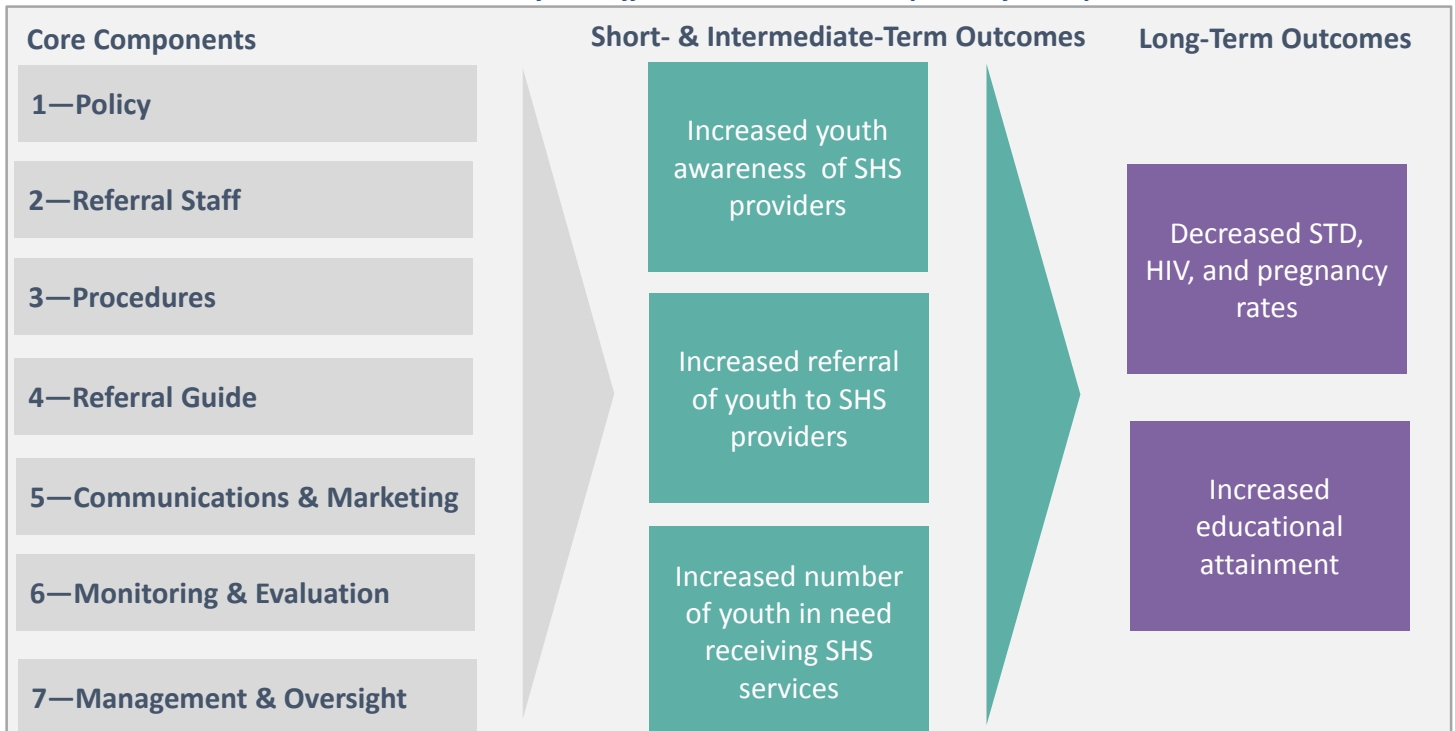 Core Components
1—Policy
2—Referral Staff
3—Procedures
4—Referral Guide
5—Communications & Marketing
6—Monitoring & Evaluation
7—Management & Oversight
Short- & Intermediate-Term Outcomes
Increased youth
awareness of SHS
providers
Increased referral
of youth to SHS
providers
Increased number
of youth in need
receiving SHS
services
Long-Term Outcomes
Decreased STD,
HIV, and pregnancy
rates
Increased
educational
attainment